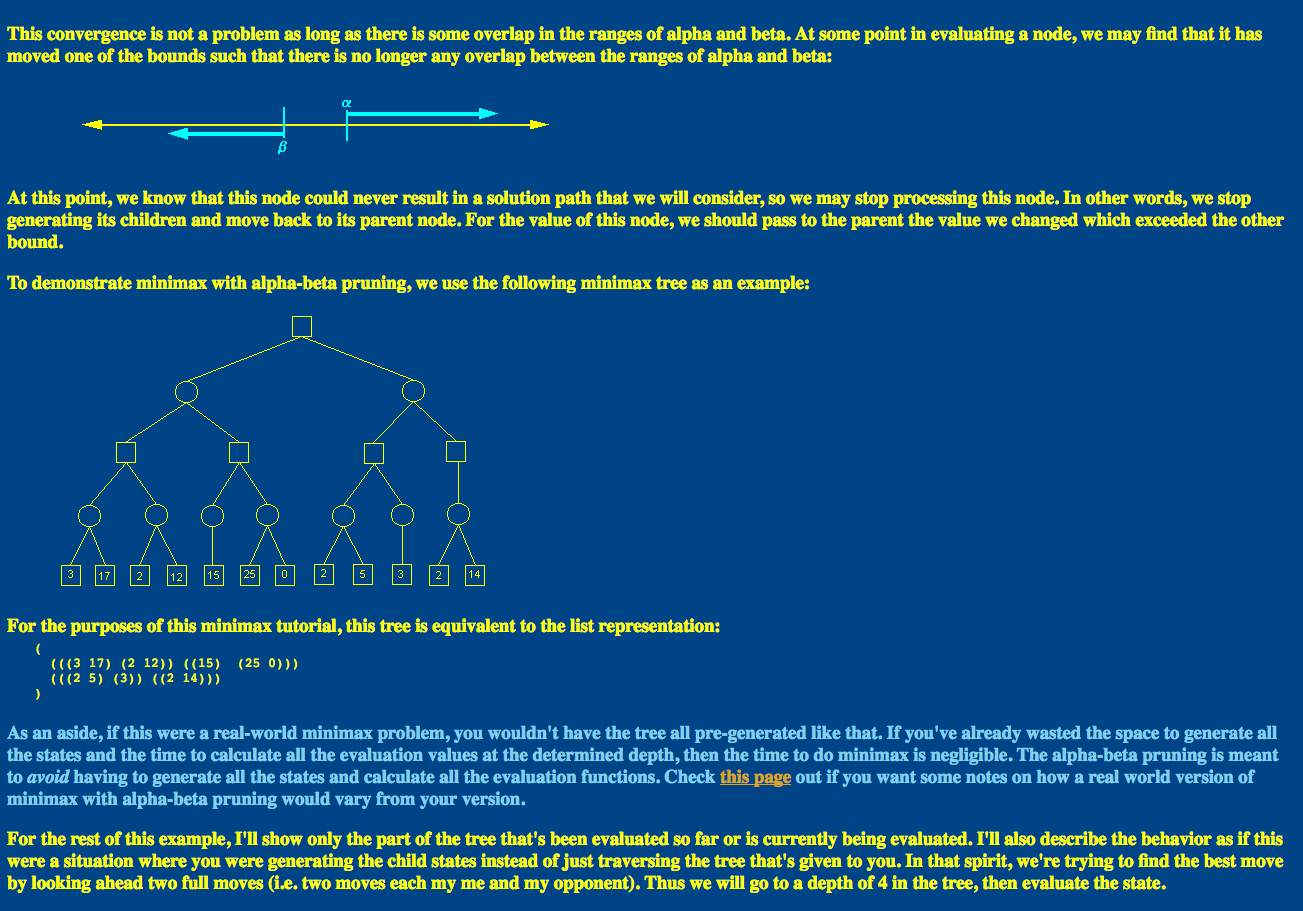 This convergence is not a problem as long as there is some overlap in the ranges of alpha and beta. At some point in evaluating a node, we may find that it has
moved one of the bounds such that there is no longer any overlap between the ranges of alpha and beta:
α
β
At this point, we know that this node could never result in a solution path that we will consider, so we may stop processing this node. In other words, we stop
generating its children and move back to its parent node. For the value of this node, we should pass to the parent the value we changed which exceeded the other
bound.
To demonstrate minimax with alpha-beta pruning, we use the following minimax tree as an example:
3 17 2 12 15 25 0 2 5 3 2 14
For the purposes of this minimax tutorial, this tree is equivalent to the list representation:
(
(((3 17) (2 12)) ((15)  (25 0)))
(((2 5) (3)) ((2 14)))
)
As an aside, if this were a real-world minimax problem, you wouldn't have the tree all pre-generated like that. If you've already wasted the space to generate all
the states and the time to calculate all the evaluation values at the determined depth, then the time to do minimax is negligible. The alpha-beta pruning is meant
to avoid having to generate all the states and calculate all the evaluation functions. Check this page out if you want some notes on how a real world version of
minimax with alpha-beta pruning would vary from your version.
For the rest of this example, I'll show only the part of the tree that's been evaluated so far or is currently being evaluated. I'll also describe the behavior as if this
were a situation where you were generating the child states instead of just traversing the tree that's given to you. In that spirit, we're trying to find the best move
by looking ahead two full moves (i.e. two moves each my me and my opponent). Thus we will go to a depth of 4 in the tree, then evaluate the state.